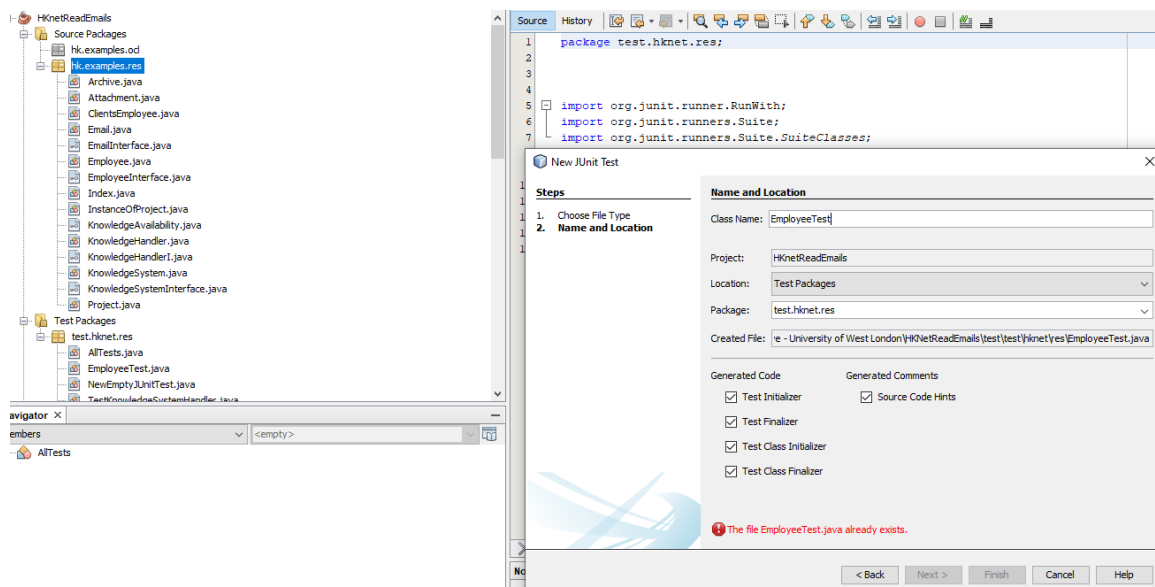 HKnetReadEmails
Source Packages
hk.examples.ocl
hk.examples.res
Archive.java
Attachment.java
ClientsEmployee.java
Email.java
EmailInterface.java
Employee.java
EmployeeInterface.java
Index.java
InstanceOfProject.java
KnowledgeAvailability.java
KnowledgeHandler.java
KnowledgeHandlerI.java
KnowledgeSystem.java
KnowledgeSystemInterface.java
Project.java
Test Packages
test.hknet.res
AllTests.java
EmployeeTest.java
NewEmptyJUnitTest.java
TestKnowledgeSystemHandler.java
avigator
embers <empty>
AllTests
Source History
1 package test.hknet.res;
2
3
4
5 import org.junit.runner.RunWith;
6 import org.junit.runners.Suite;
7 import org.junit.runners.Suite.SuiteClasses;
New JUnit Test
Steps
1. Choose File Type
2. Name and Location
Name and Location
Class Name: EmployeeTest
Project: HKnetReadEmails
Location: Test Packages
Package: test.hknet.res
Created File: 'e - University of West London\HKNetReadEmails\test\test\hknet\res\EmployeeTest.java
Generated Code Generated Comments
Test Initializer Source Code Hints
Test Finalizer
Test Class Initializer
Test Class Finalizer
The file EmployeeTest.java already exists.
< Back Next > Finish Cancel Help
No